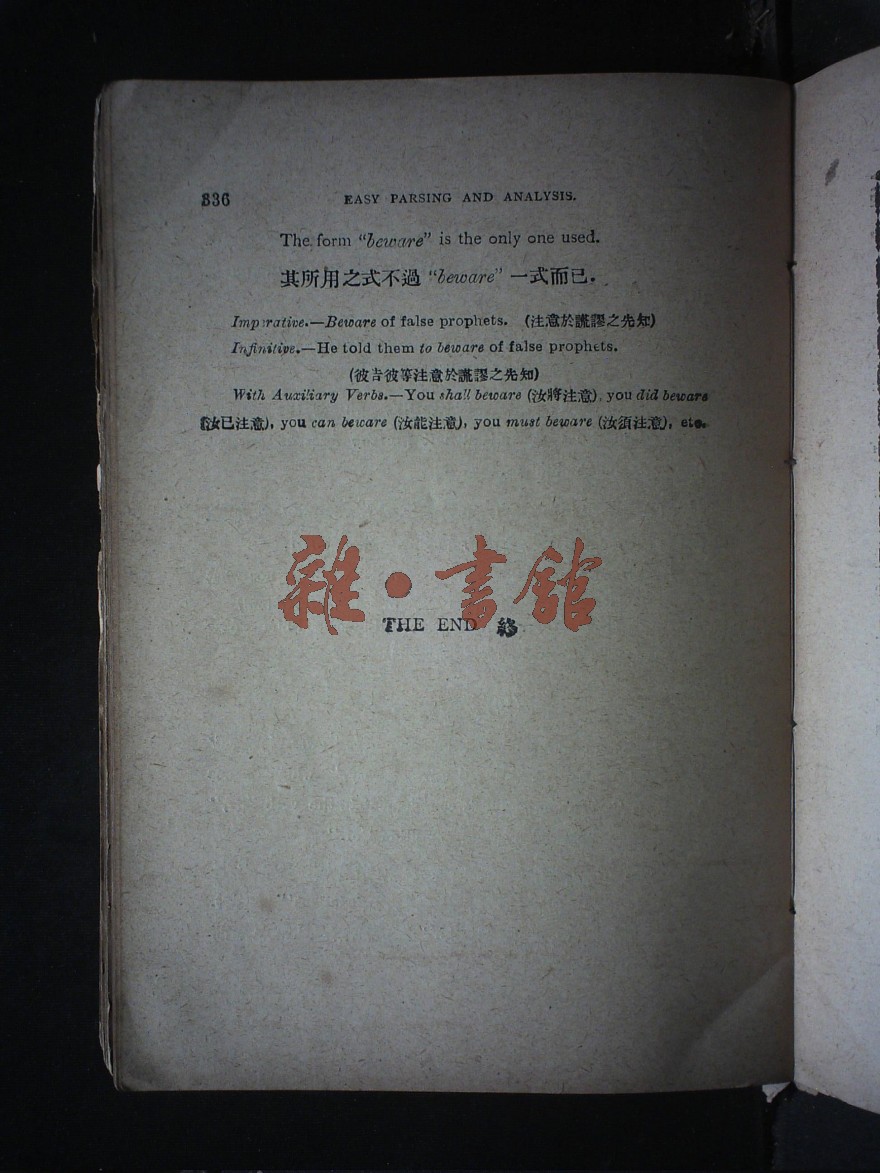 336 EASY PARSING AND ANALYSIS.
The form “beware” is the only one used.
其所用之式不過 “beware” 一式而已.
Imperative.—Beware of false prophets. (注意於謊謬之先知)
Infinitive.—He told them to beware of false prophets.
(彼告彼等注意於謊謬之先知)
With Auxiliary Verbs.—You shall beware (汝將注意), you did beware
(汝已注意), you can beware (汝能注意), you must beware (汝須注意), etc.
雜·書館
THE END 終